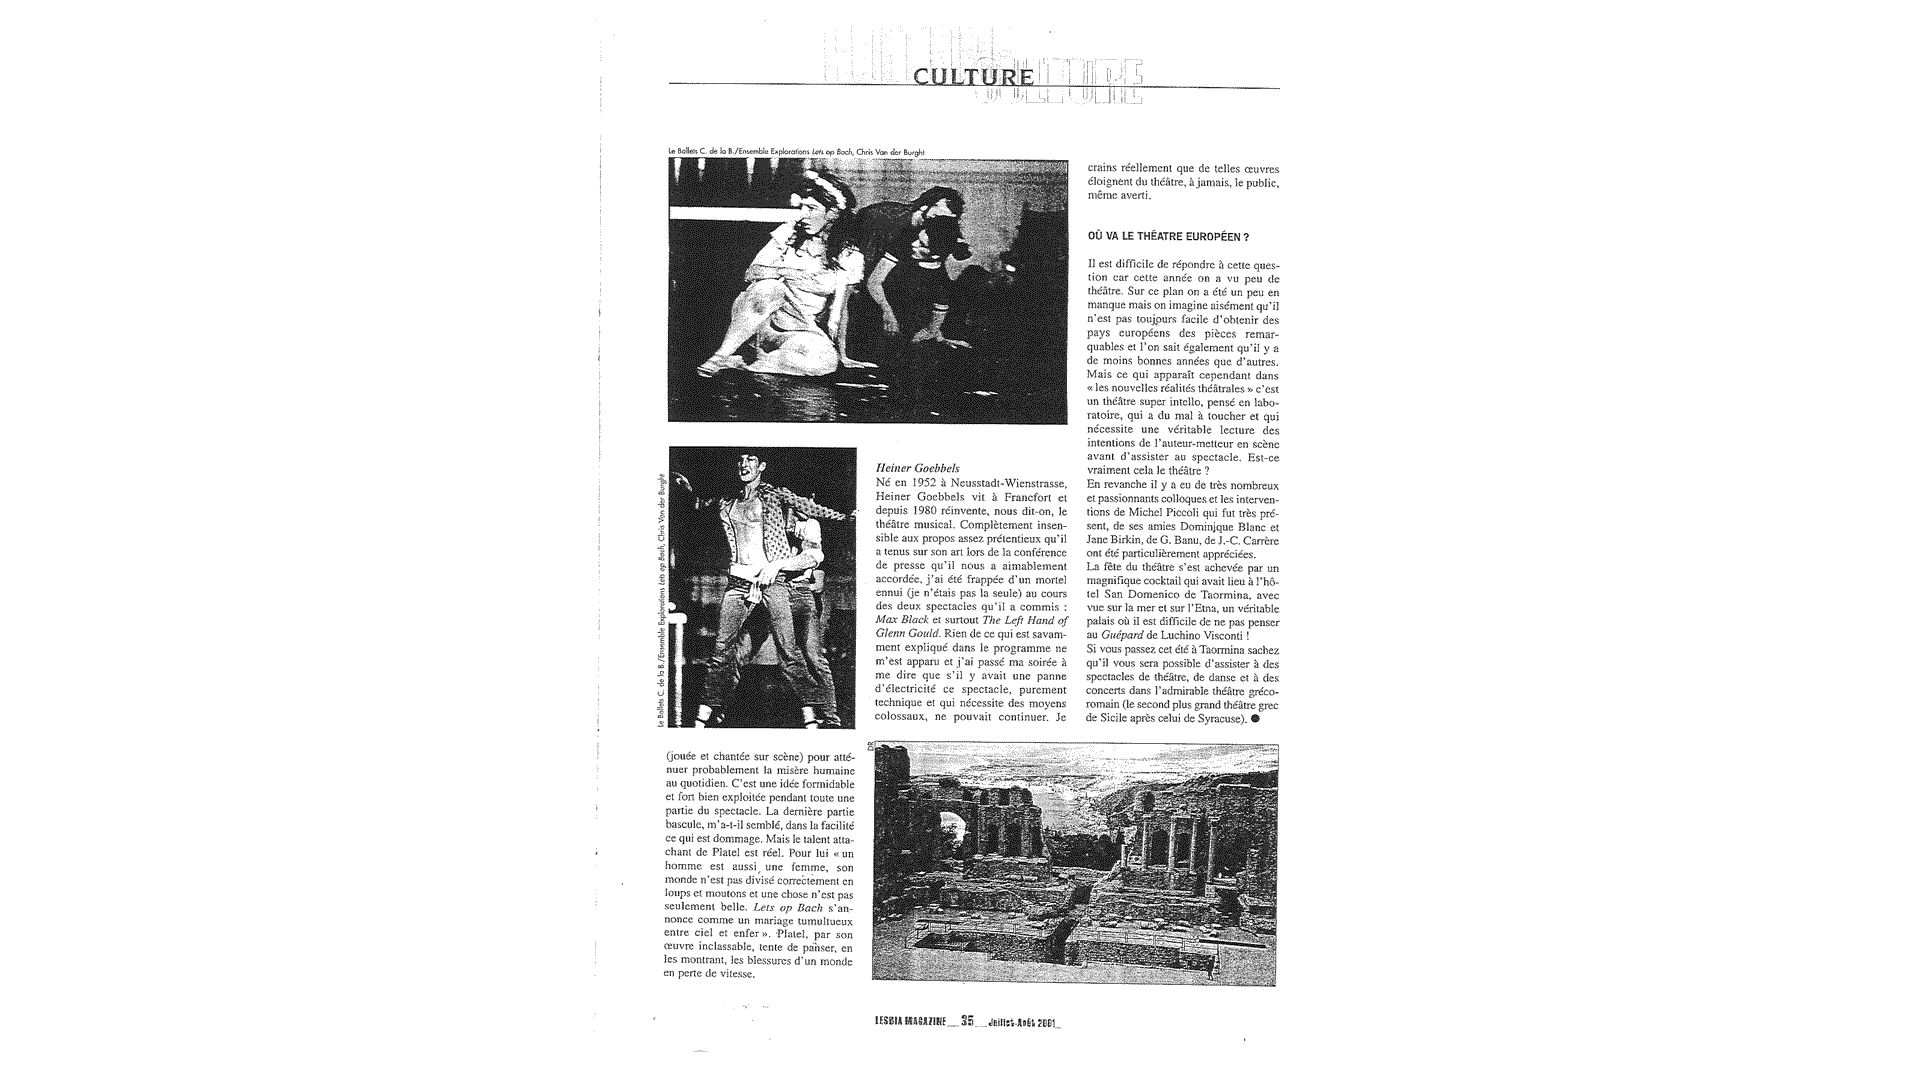 CULTURE
Le Ballets C. de la B./Ensemble Explorations Lets op Bach, Chris Van der Burght
Le Ballets C. de la B./Ensemble Explorations Lets op Bach, Chris Van der Burght
(jouée et chantée sur scène) pour atté-
nuer probablement la misère humaine
au quotidien. C'est une idée formidable
et fort bien exploitée pendant toute une
partie du spectacle. La dernière partie
bascule, m'a-t-il semblé, dans la facilité
ce qui est dommage. Mais le talent atta-
chant de Platel est réel. Pour lui « un
homme est aussi une femme, son
monde n'est pas divisé correctement en
loups et moutons et une chose n'est pas
seulement belle. Lets op Bach s'an-
nonce comme un mariage tumultueux
entre ciel et enfer ». Platel, par son
œuvre inclassable, tente de panser, en
les montrant, les blessures d'un monde
en perte de vitesse.
Heiner Goebbels
Né en 1952 à Neusstadt-Wienstrasse,
Heiner Goebbels vit à Francfort et
depuis 1980 réinvente, nous dit-on, le
théâtre musical. Complètement insen-
sible aux propos assez prétentieux qu'il
a tenus sur son art lors de la conférence
de presse qu'il nous a aimablement
accordée, j'ai été frappée d'un mortel
ennui (je n'étais pas la seule) au cours
des deux spectacles qu'il a commis :
Max Black et surtout The Left Hand of
Glenn Gould. Rien de ce qui est savam-
ment expliqué dans le programme ne
m'est apparu et j'ai passé ma soirée à
me dire que s'il y avait une panne
d'électricité ce spectacle, purement
technique et qui nécessite des moyens
colossaux, ne pouvait continuer. Je
crains réellement que de telles œuvres
éloignent du théâtre, à jamais, le public,
même averti.
OÙ VA LE THÉATRE EUROPÉEN ?
Il est difficile de répondre à cette ques-
tion car cette année on a vu peu de
théâtre. Sur ce plan on a été un peu en
manque mais on imagine aisément qu'il
n'est pas toujours facile d'obtenir des
pays européens des pièces remar-
quables et l'on sait également qu'il y a
de moins bonnes années que d'autres.
Mais ce qui apparaît cependant dans
« les nouvelles réalités théâtrales » c'est
un théâtre super intello, pensé en labo-
ratoire, qui a du mal à toucher et qui
nécessite une véritable lecture des
intentions de l'auteur-metteur en scène
avant d'assister au spectacle. Est-ce
vraiment cela le théâtre ?
En revanche il y a eu de très nombreux
et passionnants colloques et les interven-
tions de Michel Piccoli qui fut très pré-
sent, de ses amies Dominique Blanc et
Jane Birkin, de G. Banu, de J.-C. Carrère
ont été particulièrement appréciées.
La fête du théâtre s'est achevée par un
magnifique cocktail qui avait lieu à l'hô-
tel San Domenico de Taormina, avec
vue sur la mer et sur l'Etna, un véritable
palais où il est difficile de ne pas penser
au Guépard de Luchino Visconti !
Si vous passez cet été à Taormina sachez
qu'il vous sera possible d'assister à des
spectacles de théâtre, de danse et à des
concerts dans l'admirable théâtre gréco-
romain (le second plus grand théâtre grec
de Sicile après celui de Syracuse). ●
DR
LESBIA MAGAZINE 35 Juillet-Août 2001